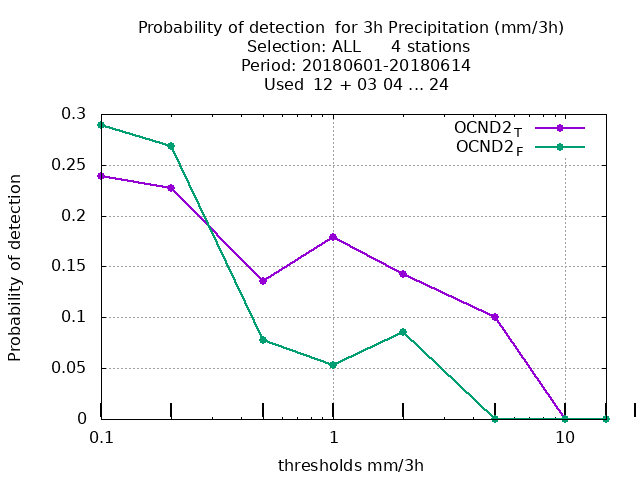 Probability of detection  for 3h Precipitation (mm/3h)
Selection: ALL      4 stations
Period: 20180601-20180614
Used  12 + 03 04 ... 24
OCND2_T
OCND2_F
Probability of detection
0.3
0.25
0.2
0.15
0.1
0.05
0
0.1 1 10
thresholds mm/3h